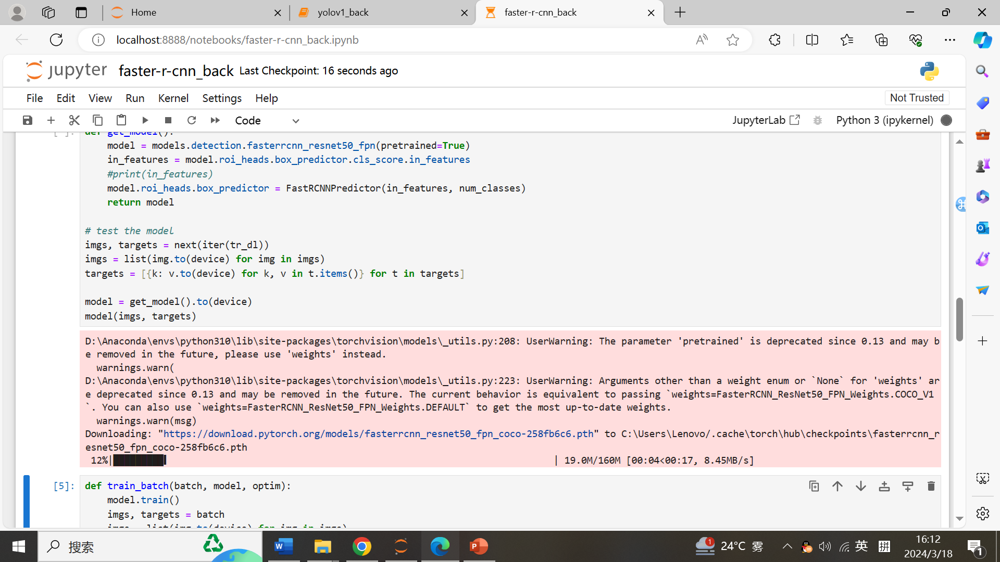 Home
yolov1_back
faster-r-cnn_back
localhost:8888/notebooks/faster-r-cnn_back.ipynb
jupyter faster-r-cnn_back Last Checkpoint: 16 seconds ago
File Edit View Run Kernel Settings Help
Not Trusted
Code
JupyterLab
Python 3 (ipykernel)
[ ]: def get_model():
    model = models.detection.fasterrcnn_resnet50_fpn(pretrained=True)
    in_features = model.roi_heads.box_predictor.cls_score.in_features
    #print(in_features)
    model.roi_heads.box_predictor = FastRCNNPredictor(in_features, num_classes)
    return model
# test the model
imgs, targets = next(iter(tr_dl))
imgs = list(img.to(device) for img in imgs)
targets = [{k: v.to(device) for k, v in t.items()} for t in targets]
model = get_model().to(device)
model(imgs, targets)
D:\Anaconda\envs\python310\lib\site-packages\torchvision\models\_utils.py:208: UserWarning: The parameter 'pretrained' is deprecated since 0.13 and may b
e removed in the future, please use 'weights' instead.
  warnings.warn(
D:\Anaconda\envs\python310\lib\site-packages\torchvision\models\_utils.py:223: UserWarning: Arguments other than a weight enum or `None` for 'weights' ar
e deprecated since 0.13 and may be removed in the future. The current behavior is equivalent to passing `weights=FasterRCNN_ResNet50_FPN_Weights.COCO_V1
`. You can also use `weights=FasterRCNN_ResNet50_FPN_Weights.DEFAULT` to get the most up-to-date weights.
  warnings.warn(msg)
Downloading: "https://download.pytorch.org/models/fasterrcnn_resnet50_fpn_coco-258fb6c6.pth" to C:\Users\Lenovo/.cache\torch\hub\checkpoints\fasterrcnn_r
esnet50_fpn_coco-258fb6c6.pth
 12%| | 19.0M/160M [00:04<00:17, 8.45MB/s]
[5]: def train_batch(batch, model, optim):
    model.train()
    imgs, targets = batch
    imgs = list(img.to(device) for img in imgs)
搜索
1
24°C 雾
英
拼
16:12
2024/3/18
1